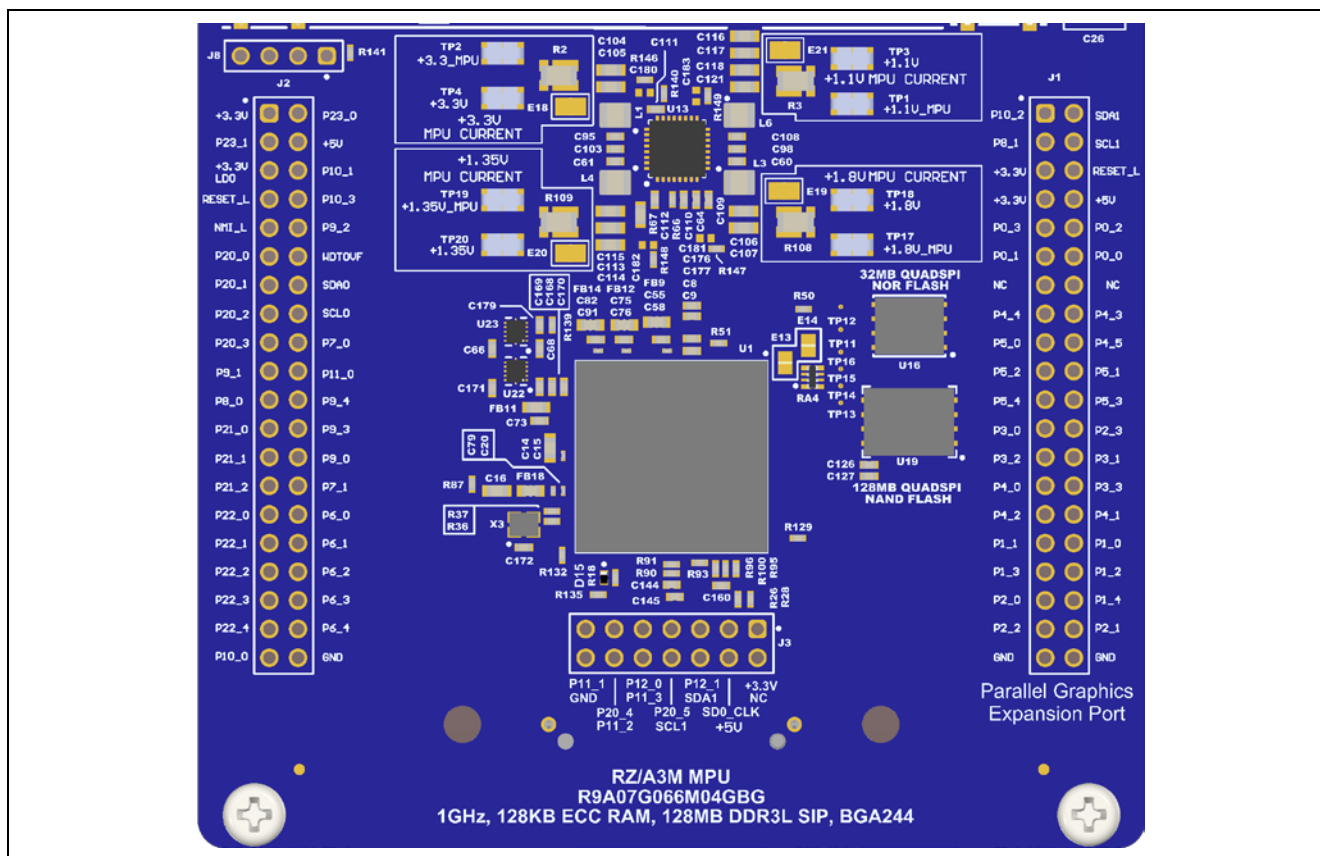 C26
J8
R141
J2
TP2
+3.3_MPU
R2
TP4
+3.3V
E18
+3.3V
MPU CURRENT
C104
C105
C111
R146
C180
R140
C183
L1
U13
R149
C116
C117
C118
C121
E21
TP3
+1.1V
+1.1V MPU CURRENT
R3
TP1
+1.1V_MPU
J1
L6
C95
C103
C61
L4
C108
C98
L3 C60
+1.35V
MPU CURRENT
TP19
+1.35V_MPU
R109
TP20
+1.35V
E20
E19
+1.8V MPU CURRENT
TP18
+1.8V
R108
TP17
+1.8V_MPU
R67
C112
R66
C110
C64
C109
C115
C113
C114
C182
R148
C181
C176
C177
R147
C106
C107
C8
C9
+3.3V P23_0
P23_1 +5V
+3.3V
LDO
P10_1
RESET_L P10_3
NMI_L P9_2
P20_0 WDTOVF
P20_1 SDA0
P20_2 SCL0
P20_3 P7_0
P9_1 P11_0
P8_0 P9_4
P21_0 P9_3
P21_1 P9_0
P21_2 P7_1
P22_0 P6_0
P22_1 P6_1
P22_2 P6_2
P22_3 P6_3
P22_4 P6_4
P10_0 GND
C169
C168
C170
C179
U23
C66
C68
R139
C171
U22
FB14
C82
C91
FB12
C75
C76
FB9
C55
C58
R51
U1
FB11
C73
C79
C20
C14
C15
R87
C16
FB18
R37
R36
X3
C172
R132
D15
R18
R135
R91
R90
C144
C145
R93
C160
R96
R100
R95
R26
R28
R129
R50
E14
E13
RA4
TP12
TP11
TP16
TP15
TP14
TP13
32MB QUADSPI
NOR FLASH
U16
U19
C126
C127
128MB QUADSPI
NAND FLASH
P10_2 SDA1
P8_1 SCL1
+3.3V RESET_L
+3.3V +5V
P0_3 P0_2
P0_1 P0_0
NC NC
P4_4 P4_3
P5_0 P4_5
P5_2 P5_1
P5_4 P5_3
P3_0 P2_3
P3_2 P3_1
P4_0 P3_3
P4_2 P4_1
P1_1 P1_0
P1_3 P1_2
P2_0 P1_4
P2_2 P2_1
GND GND
J3
P11_1 P12_0 P12_1 +3.3V
GND P11_3 SDA1 NC
P20_4 P20_5 SD0_CLK
P11_2 SCL1 +5V
Parallel Graphics
Expansion Port
RZ/A3M MPU
R9A07G066M04GBG
1GHz, 128KB ECC RAM, 128MB DDR3L SIP, BGA244